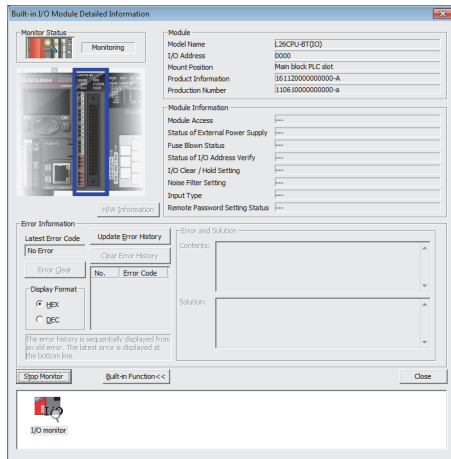 Built-in I/O Module Detailed Information
Monitor Status
Monitoring
H/W Information
Module
Model Name L26CPU-BT(IO)
I/O Address 0000
Mount Position Main block PLC slot
Product Information 161120000000000-A
Production Number 110610000000000-a
Module Information
Module Access ---
Status of External Power Supply ---
Fuse Blown Status ---
Status of I/O Address Verify ---
I/O Clear / Hold Setting ---
Noise Filter Setting ---
Input Type ---
Remote Password Setting Status ---
Error Information
Latest Error Code
No Error
Error Clear
Display Format
HEX
DEC
Update Error History
Clear Error History
No. Error Code
The error history is sequentially displayed from
an old error. The latest error is displayed at
the bottom line.
Error and Solution
Contents:
Solution:
Stop Monitor
Built-in Function<<
Close
I/O monitor